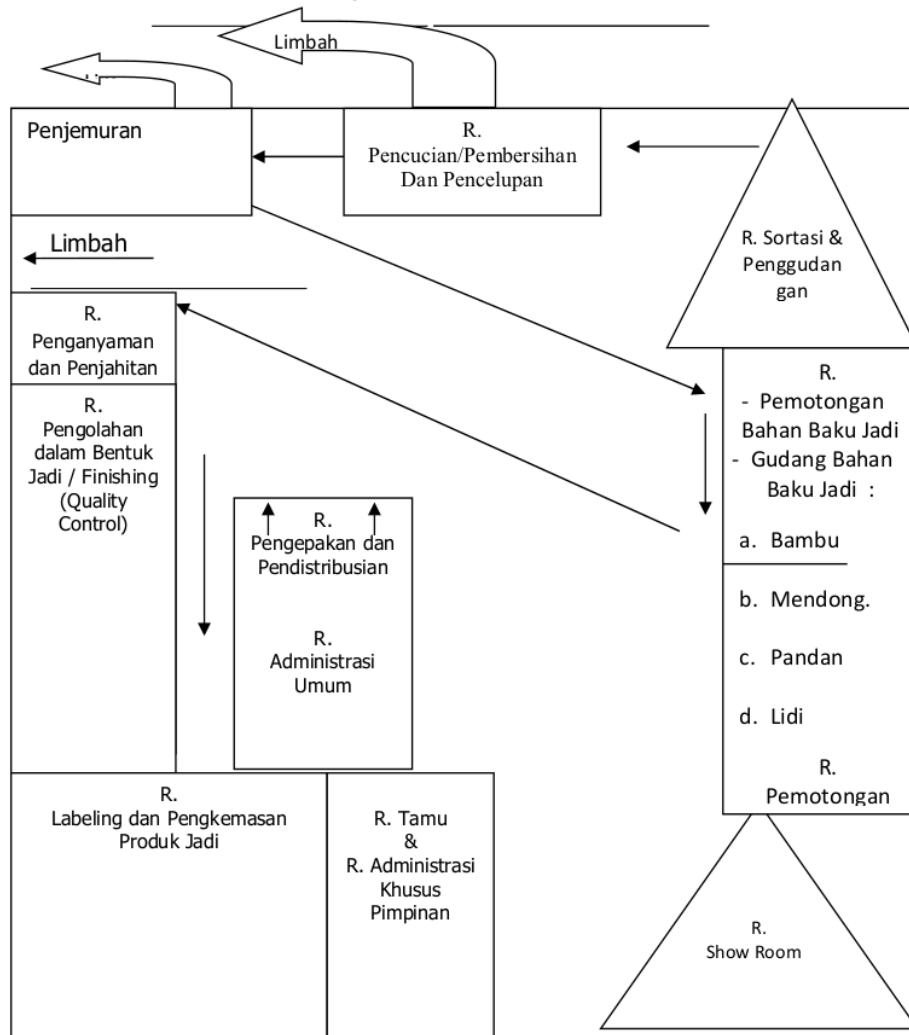 Limbah
Penjemuran
R.
Pencucian/Pembersihan
Dan Pencelupan
R. Sortasi &
Penggudan
gan
Limbah
R.
Penganyaman
dan Penjahitan
R.
Pengolahan
dalam Bentuk
Jadi / Finishing
(Quality
Control)
R.
Pengepakan dan
Pendistribusian
R.
Administrasi
Umum
R.
- Pemotongan
Bahan Baku Jadi
- Gudang Bahan
Baku Jadi :
a. Bambu
b. Mendong.
c. Pandan
d. Lidi
R.
Pemotongan
R.
Labeling dan Pengkemasan
Produk Jadi
R. Tamu
&
R. Administrasi
Khusus
Pimpinan
R.
Show Room